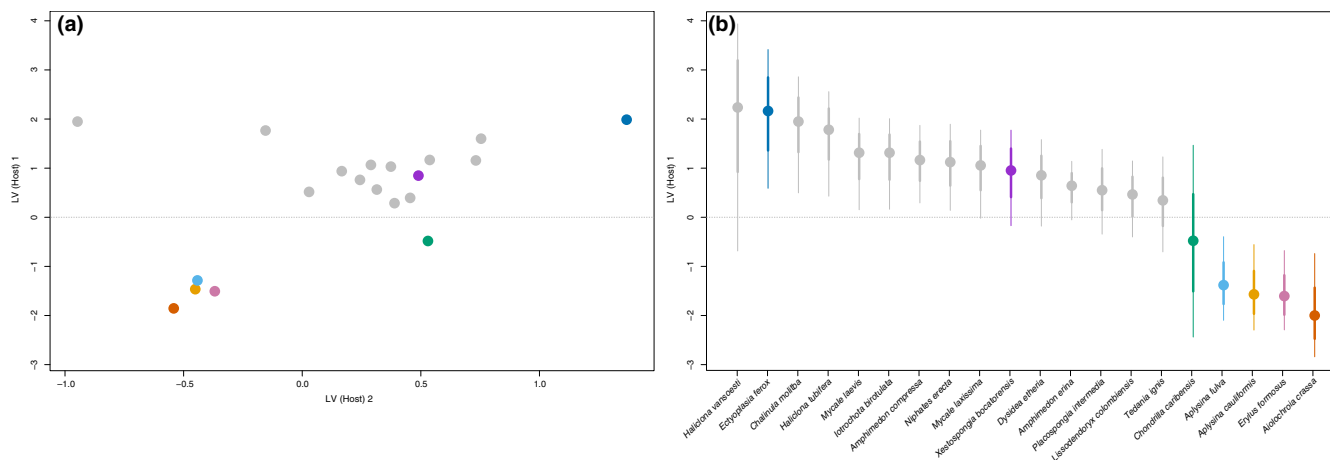 (a)
4
3
2
1
0
−1
−2
−3
LV (Host) 1
−1.0
−0.5
0.0
0.5
1.0
LV (Host) 2
(b)
4
3
2
1
0
−1
−2
−3
LV (Host) 1
Haliclona vansoesti
Ectyoplasia ferox
Chalinula molitba
Haliclona tubifera
Mycale laevis
Iotrochota birotulata
Amphimedon compressa
Niphates erecta
Mycale laxissima
Xestospongia bocatorensis
Dysidea etheria
Amphimedon erina
Placospongia intermedia
Lissodendoryx colombiensis
Tedania ignis
Chondrilla caribensis
Aplysina fulva
Aplysina cauliformis
Erylus formosus
Aiolochroia crassa